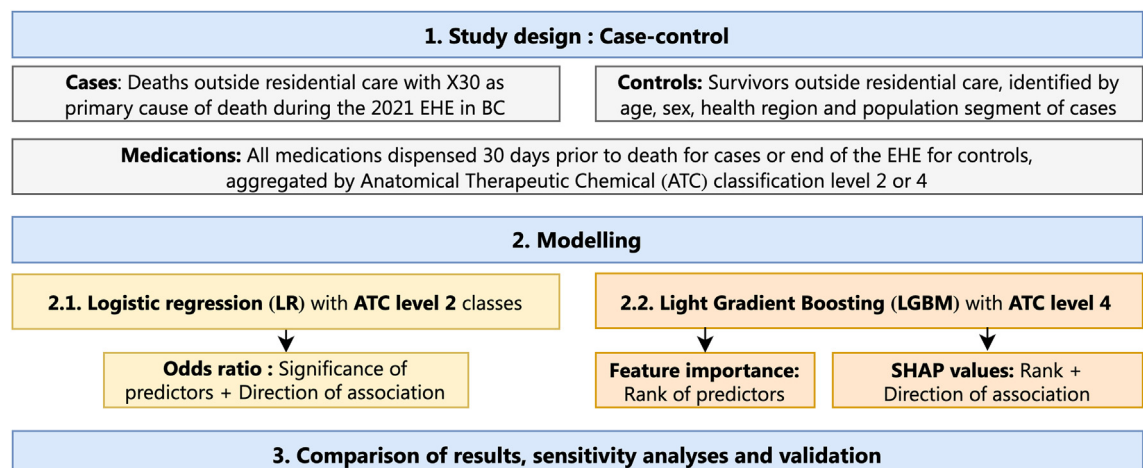 1. Study design : Case-control
Cases: Deaths outside residential care with X30 as
primary cause of death during the 2021 EHE in BC
Controls: Survivors outside residential care, identified by
age, sex, health region and population segment of cases
Medications: All medications dispensed 30 days prior to death for cases or end of the EHE for controls,
aggregated by Anatomical Therapeutic Chemical (ATC) classification level 2 or 4
2. Modelling
2.1. Logistic regression (LR) with ATC level 2 classes
2.2. Light Gradient Boosting (LGBM) with ATC level 4
Odds ratio : Significance of
predictors + Direction of association
Feature importance:
Rank of predictors
SHAP values: Rank +
Direction of association
3. Comparison of results, sensitivity analyses and validation